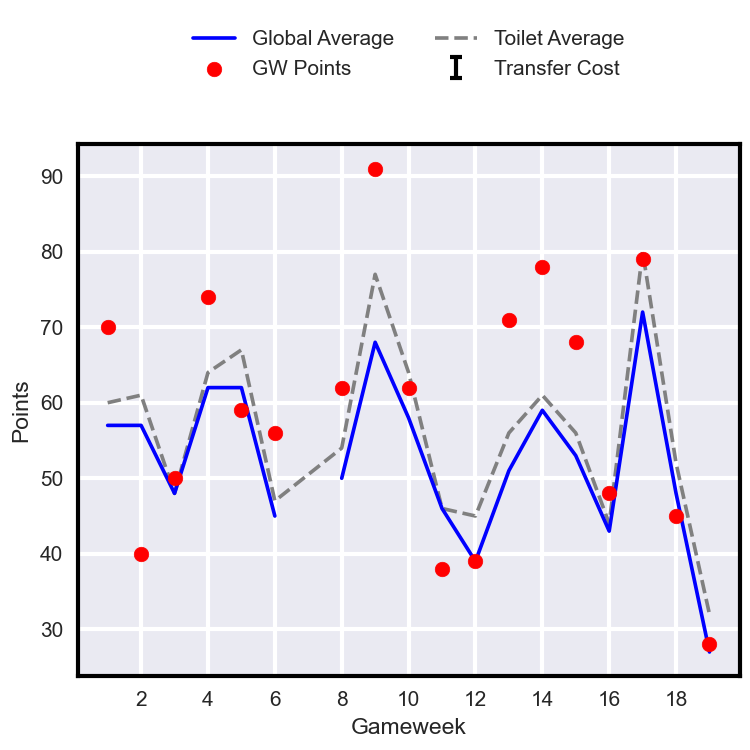 Global Average
Toilet Average
GW Points
Transfer Cost
90
80
70
60
50
40
30
Points
2 4 6 8 10 12 14 16 18
Gameweek